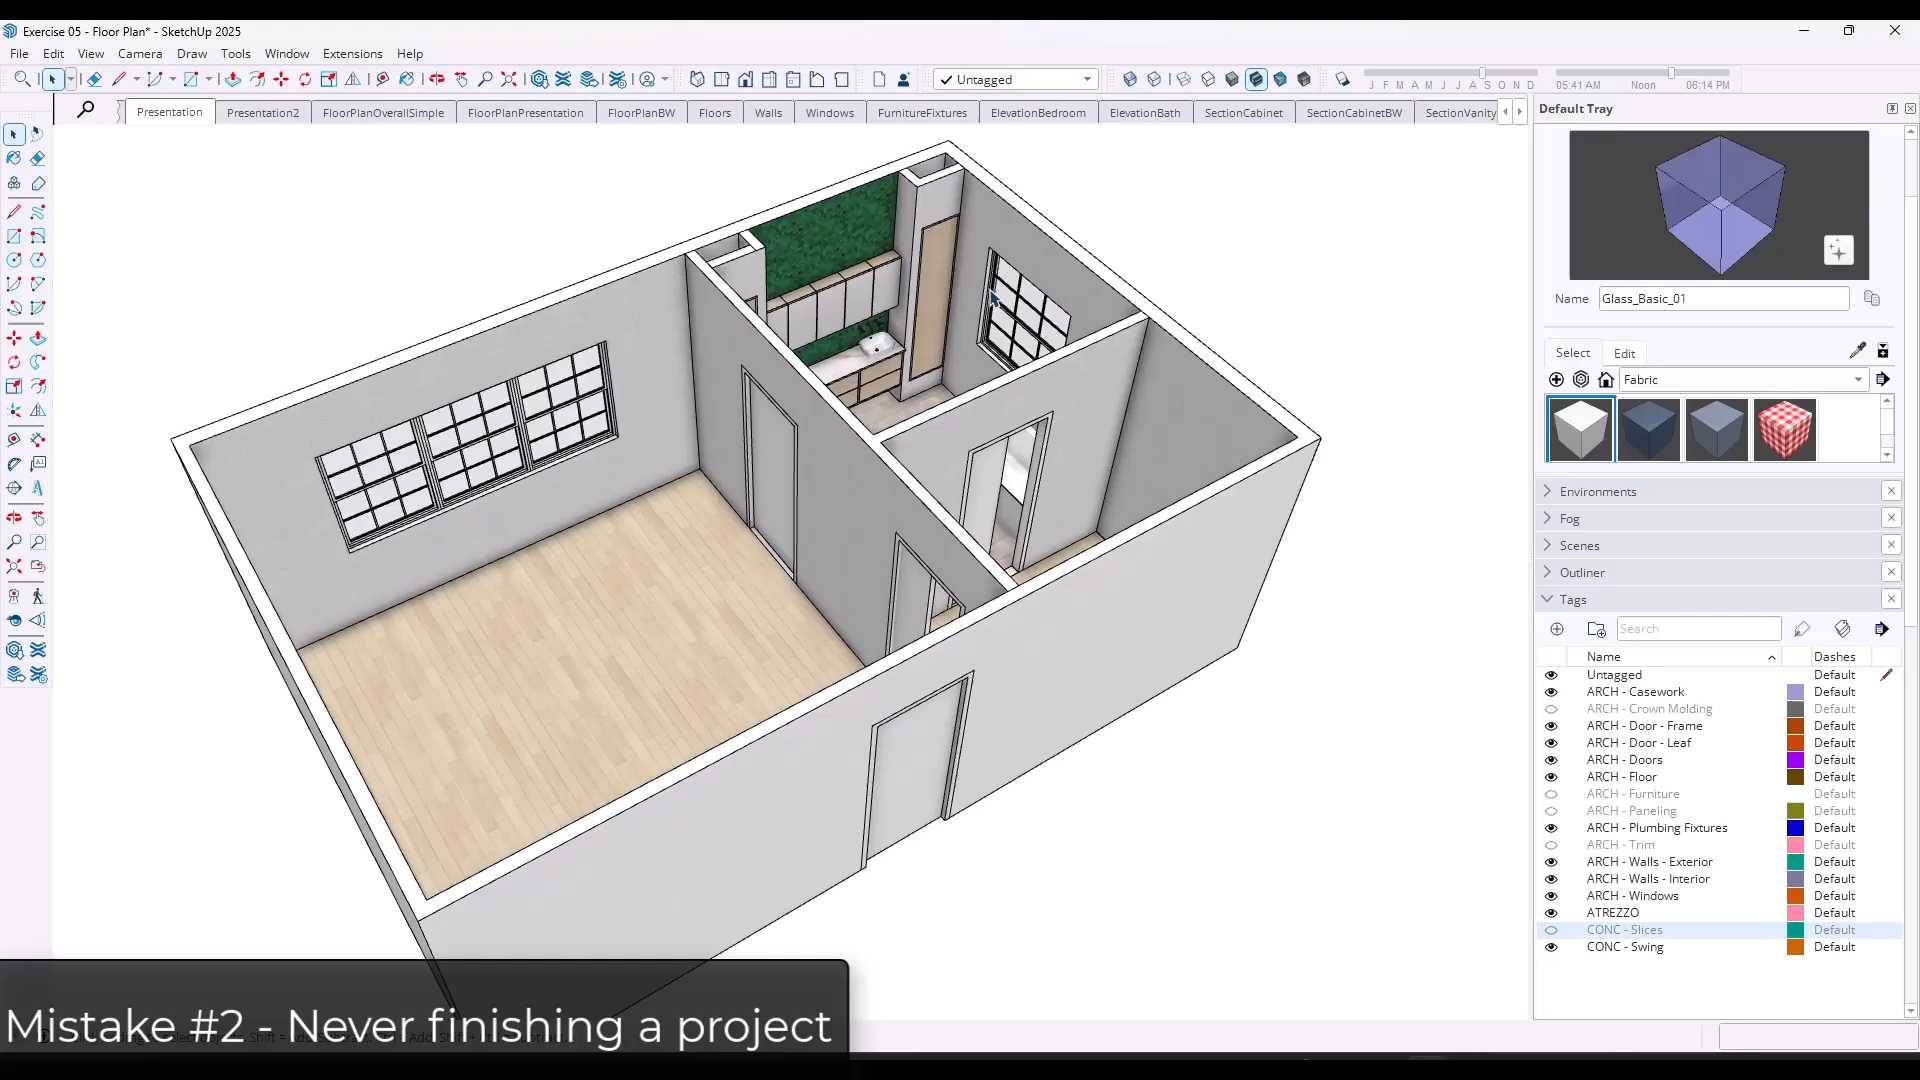 Exercise 05 - Floor Plan* - SketchUp 2025
File Edit View Camera Draw Tools Window Extensions Help
Untagged
J F M A M J J A S O N D
05:41 AM Noon 06:14 PM
Presentation Presentation2 FloorPlanOverallSimple FloorPlanPresentation FloorPlanBW Floors Walls Windows FurnitureFixtures ElevationBedroom ElevationBath SectionCabinet SectionCabinetBW SectionVanity
Default Tray
Name Glass_Basic_01
Select Edit
Fabric
Environments
Fog
Scenes
Outliner
Tags
Search
Name Dashes
Untagged Default
ARCH - Casework Default
ARCH - Crown Molding Default
ARCH - Door - Frame Default
ARCH - Door - Leaf Default
ARCH - Doors Default
ARCH - Floor Default
ARCH - Furniture Default
ARCH - Paneling Default
ARCH - Plumbing Fixtures Default
ARCH - Trim Default
ARCH - Walls - Exterior Default
ARCH - Walls - Interior Default
ARCH - Windows Default
ATREZZO Default
CONC - Slices Default
CONC - Swing Default
Mistake #2 - Never finishing a project